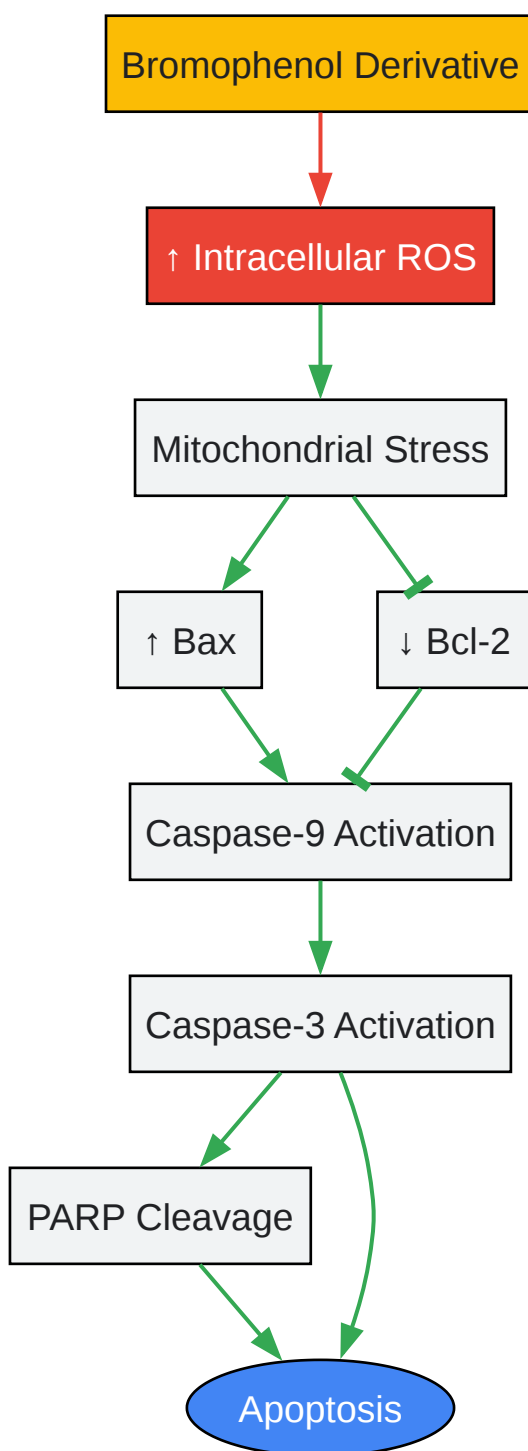 Bromophenol Derivative
↑ Intracellular ROS
Mitochondrial Stress
↑ Bax
↓ Bcl-2
Caspase-9 Activation
Caspase-3 Activation
PARP Cleavage
Apoptosis